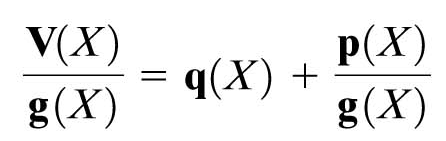 V(X)/g(X) = q(X) + p(X)/g(X)